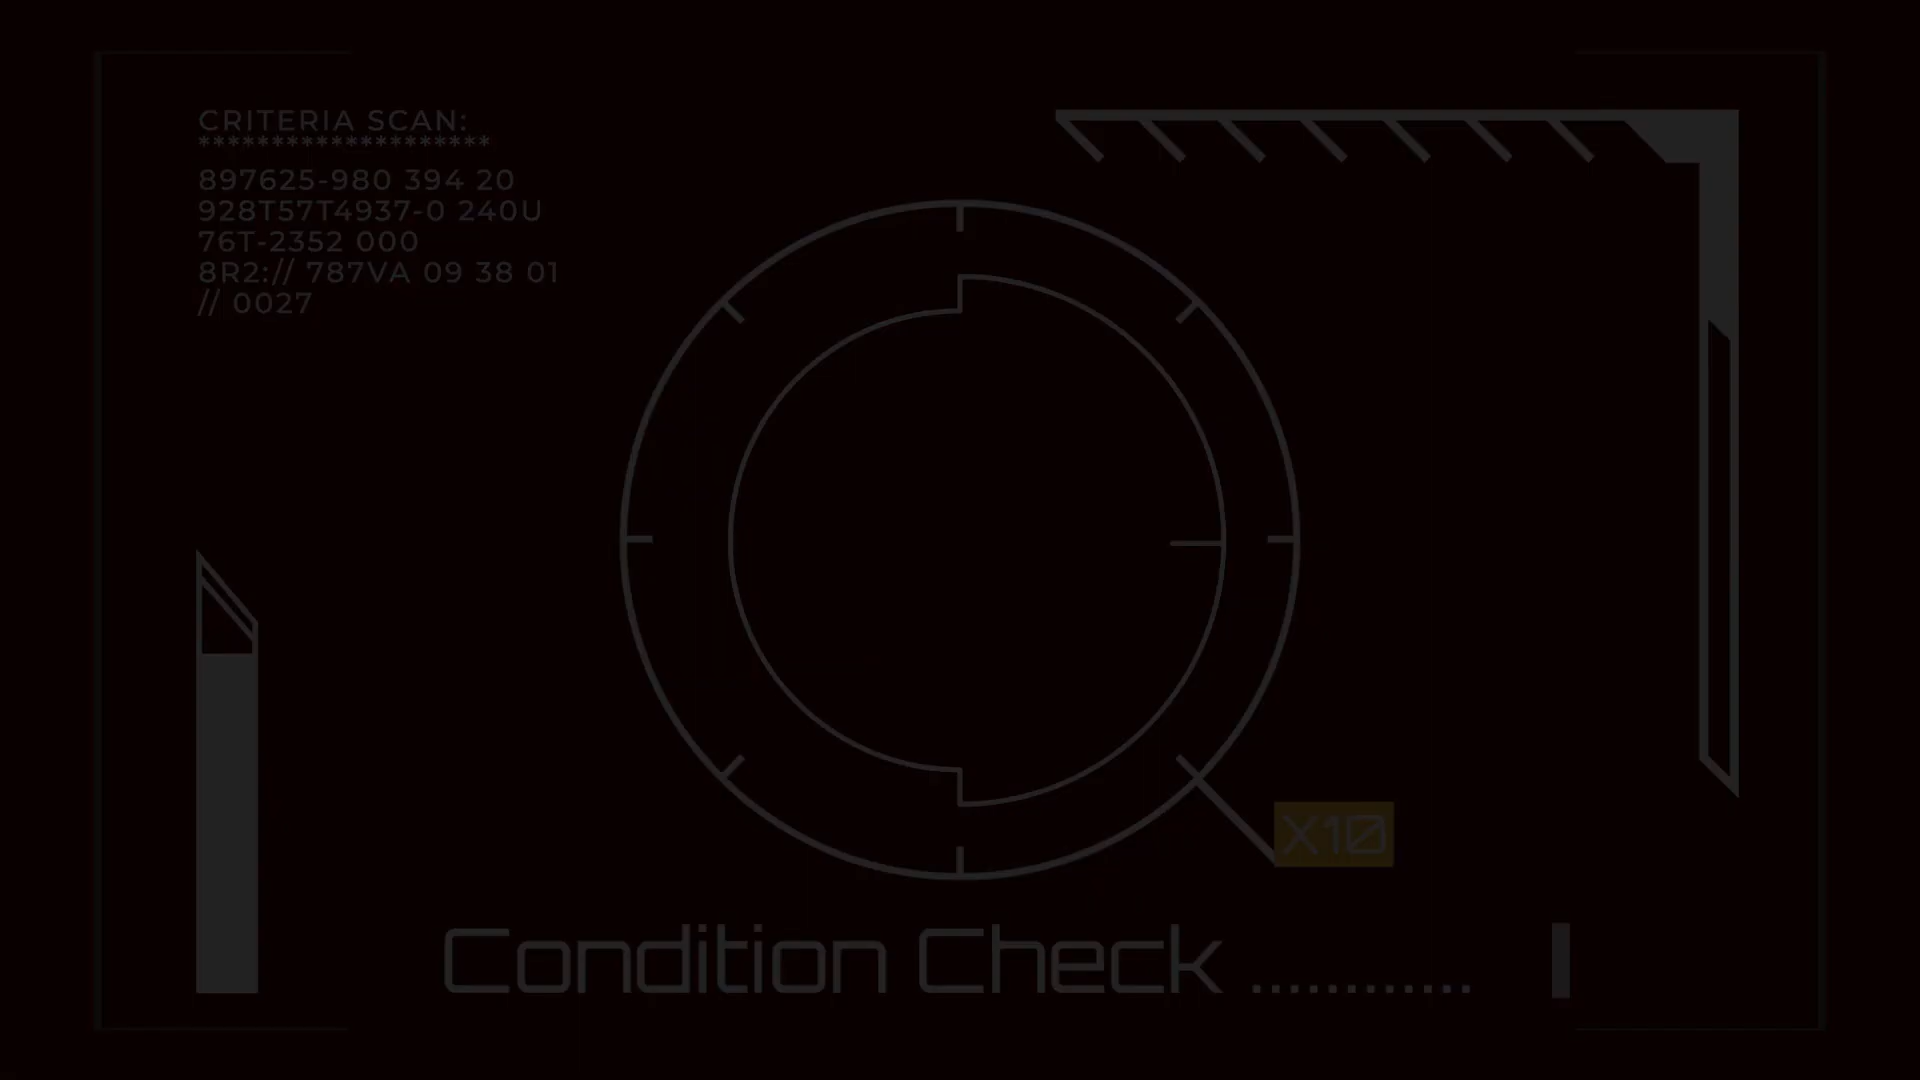 CRITERIA SCAN:
********************
897625-980 394 20
928T57T4937-0 240U
76T-2352 000
8R2:// 787VA 09 38 01
// 0027
X10
Condition Check ............